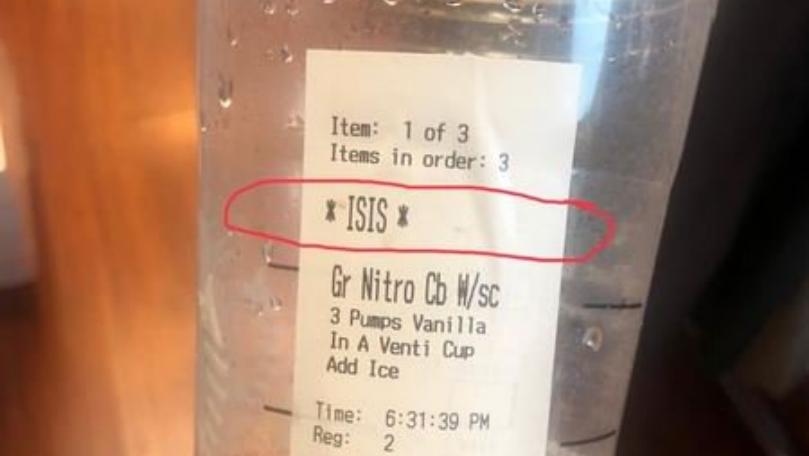 Item: 1 of 3
Items in order: 3
* ISIS *
Gr Nitro Cb W/sc
3 Pumps Vanilla
In A Venti Cup
Add Ice
Time: 6:31:39 PM
Reg: 2